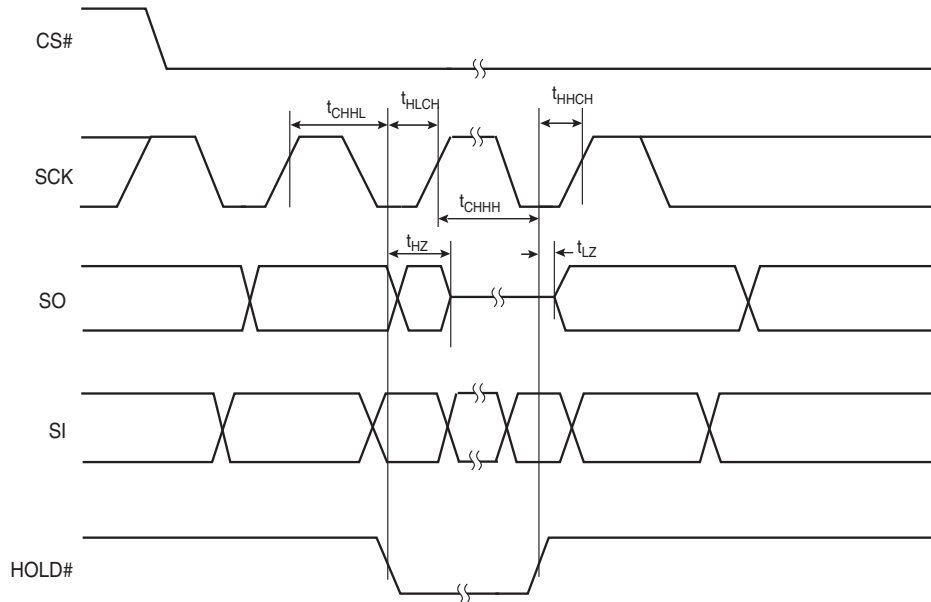 CS#
tCHHL
tHLCH
tHHCH
SCK
tCHHH
tHZ
tLZ
SO
SI
HOLD#